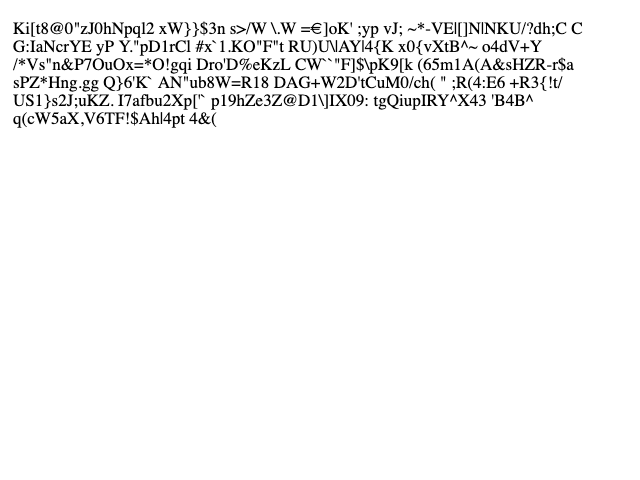 Ki[t8@0"zJ0hNpql2 xW}}$3n s>/W \.W =€]oK' ;yp vJ; ~*-VE|[]N|NKU/?dh;C C
G:IaNcrYE yP Y."pD1rCl #x`1.KO"F"t RU)U\|AY|4{K x0{vXtB^~ o4dV+Y
/*Vs"n&P7OuOx=*O!gqi Dro'D%eKzL CW``"F]$\pK9[k (65m1A(A&sHZR-r$a
sPZ*Hng.gg Q}6'K` AN"ub8W=R18 DAG+W2D'tCuM0/ch( " ;R(4:E6 +R3{!t/
US1}s2J;uKZ. I7afbu2Xp[`` p19hZe3Z@D1\]IX09: tgQiupIRY^X43 'B4B^
q(cW5aX,V6TF!$Ah|4pt 4&(